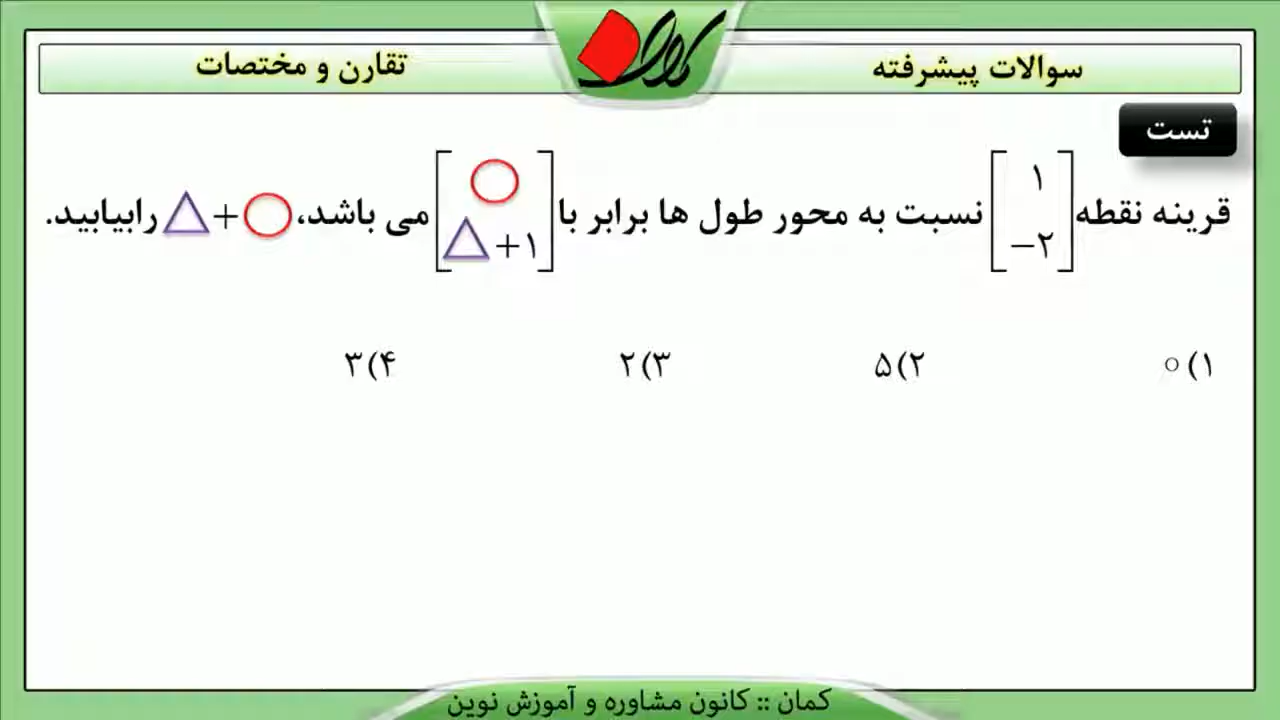 سوالات پیشرفته
تقارن و مختصات
تست
قرینه نقطه [۱ −۲] نسبت به محور طول ها برابر با [○ △+۱] می باشد، ○+△ رابیابید.
۱) ○ ۲) ۵ ۳) ۲ ۴) ۳
کمان :: کانون مشاوره و آموزش نوین